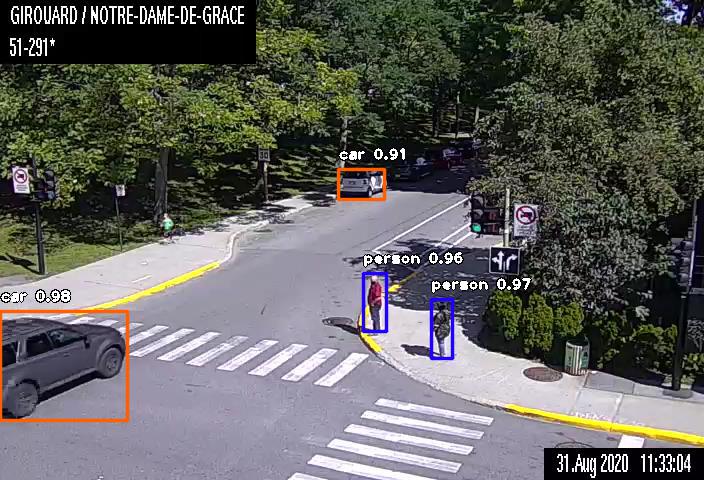 GIROUARD / NOTRE-DAME-DE-GRACE
51-291*
car 0.91
person 0.96
person 0.97
car 0.98
31.Aug 2020 11:33:04